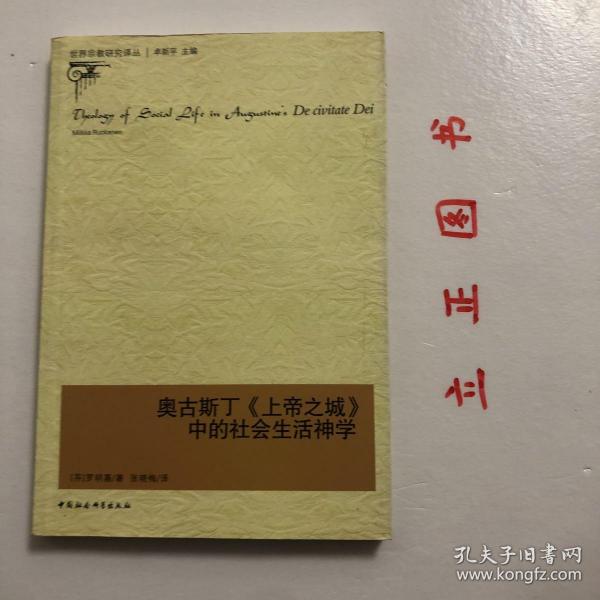 世界宗教研究译丛 | 卓新平 主编
Theology of Social Life in Augustine's De civitate Dei
Miikka Ruokanen
奥古斯丁《上帝之城》
中的社会生活神学
[芬]罗明嘉/著 张晓梅/译
中国社会科学出版社
立正图书
孔夫子旧书网
www.kongfz.com